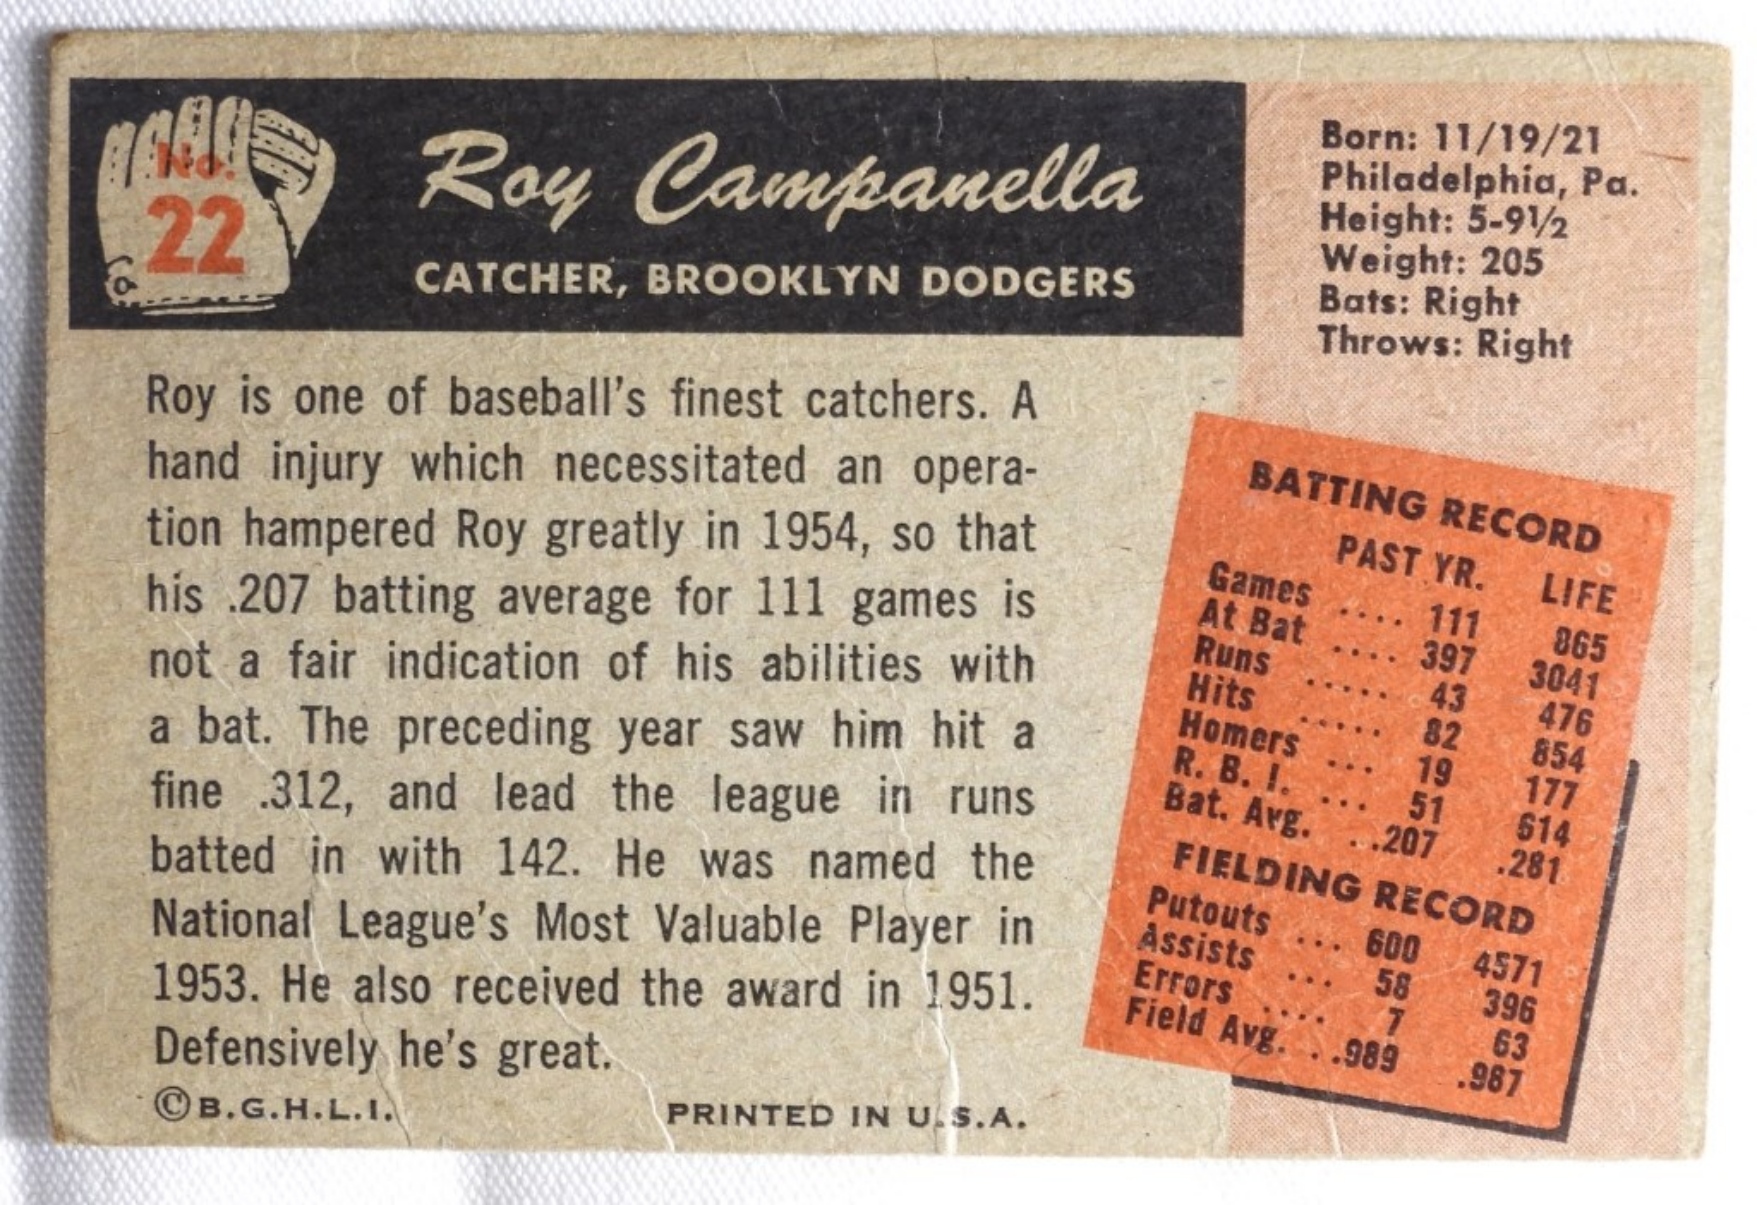 No.
22
Roy Campanella
CATCHER, BROOKLYN DODGERS
Born: 11/19/21
Philadelphia, Pa.
Height: 5-9½
Weight: 205
Bats: Right
Throws: Right
Roy is one of baseball's finest catchers. A
hand injury which necessitated an opera-
tion hampered Roy greatly in 1954, so that
his .207 batting average for 111 games is
not a fair indication of his abilities with
a bat. The preceding year saw him hit a
fine .312, and lead the league in runs
batted in with 142. He was named the
National League's Most Valuable Player in
1953. He also received the award in 1951.
Defensively he's great.
©B.G.H.L.I.
PRINTED IN U.S.A.
BATTING RECORD
PAST YR. LIFE
Games .... 111 865
At Bat .... 397 3041
Runs ..... 43 476
Hits ..... 82 854
Homers ... 19 177
R. B. I. ... 51 614
Bat. Avg. ..207 .281
FIELDING RECORD
Putouts ... 600 4571
Assists ... 58 396
Errors .... 7 63
Field Avg. ..989 .987